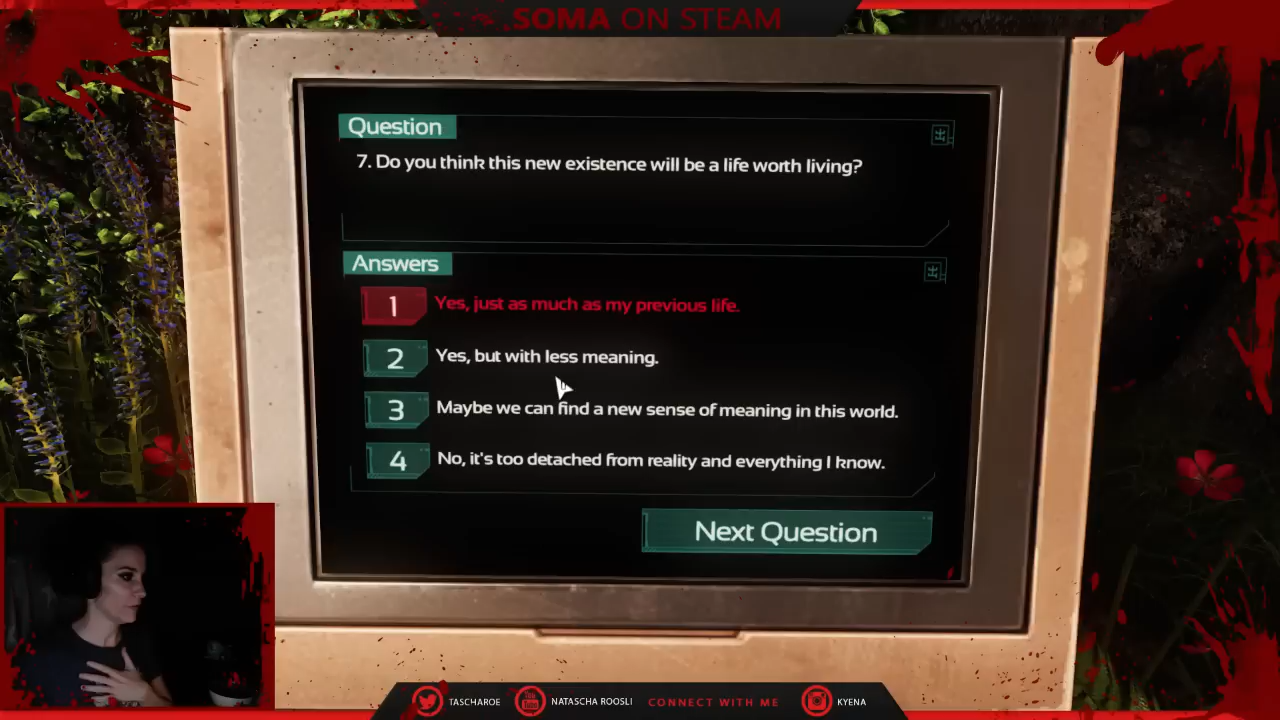 SOMA ON STEAM
Question
7. Do you think this new existence will be a life worth living?
Answers
1 Yes, just as much as my previous life.
2 Yes, but with less meaning.
3 Maybe we can find a new sense of meaning in this world.
4 No, it's too detached from reality and everything I know.
Next Question
TASCHAROE You Tube NATASCHA ROOSLI CONNECT WITH ME KYENA